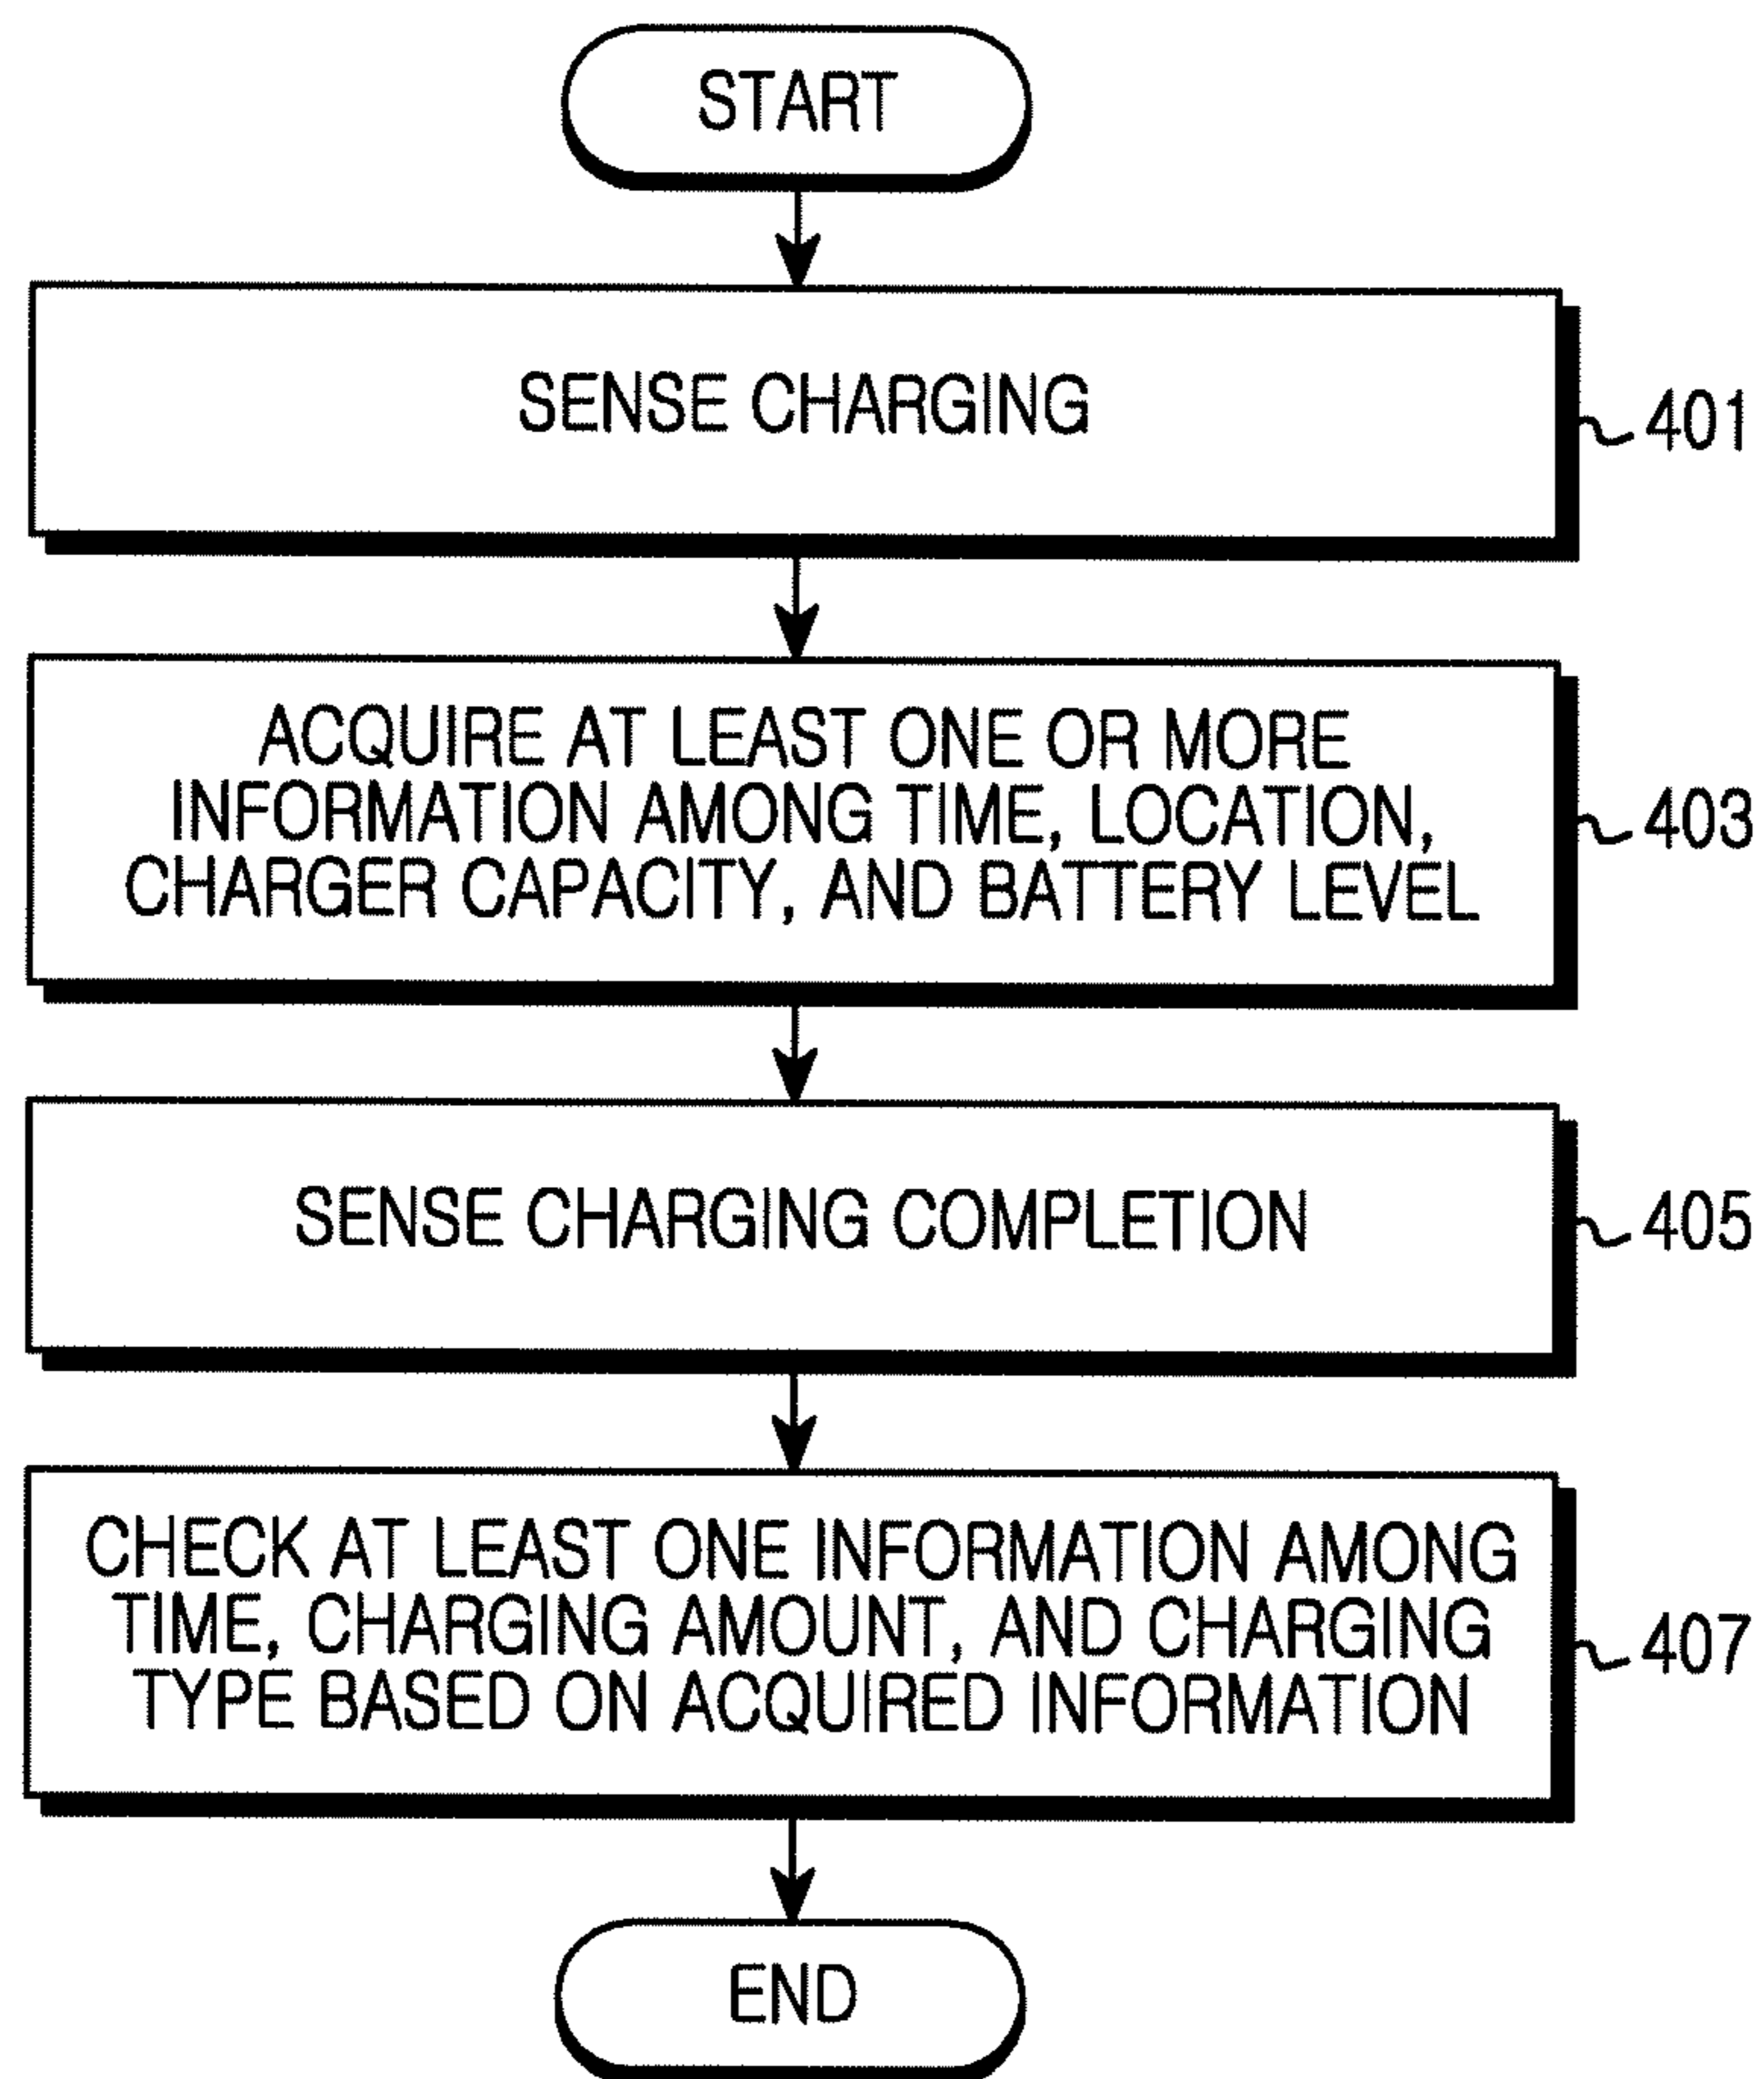 START
SENSE CHARGING
401
ACQUIRE AT LEAST ONE OR MORE
INFORMATION AMONG TIME, LOCATION,
CHARGER CAPACITY, AND BATTERY LEVEL
403
SENSE CHARGING COMPLETION
405
CHECK AT LEAST ONE INFORMATION AMONG
TIME, CHARGING AMOUNT, AND CHARGING
TYPE BASED ON ACQUIRED INFORMATION
407
END